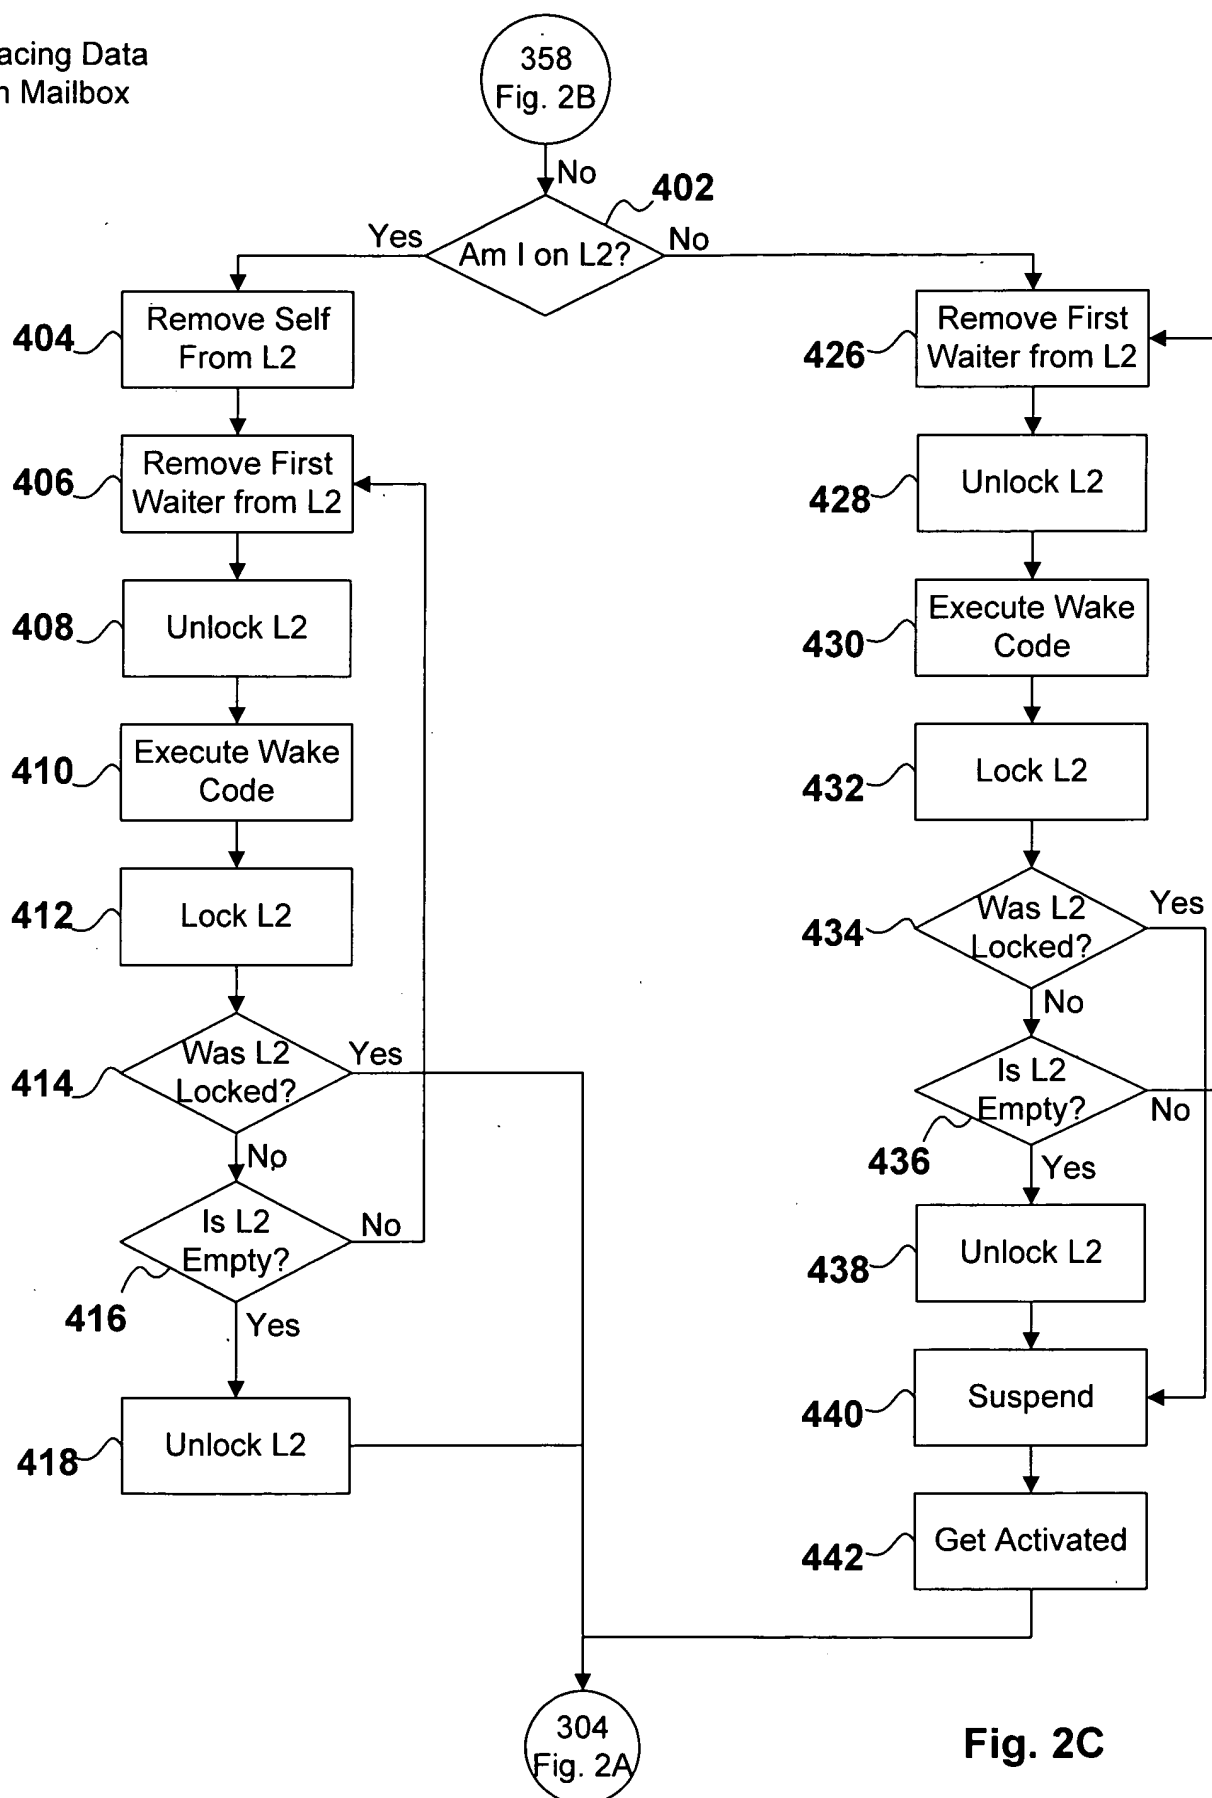 acing Data
n Mailbox
358
Fig. 2B
No
402
Yes
Am I on L2?
No
404
Remove Self
From L2
426
Remove First
Waiter from L2
406
Remove First
Waiter from L2
428
Unlock L2
408
Unlock L2
430
Execute Wake
Code
410
Execute Wake
Code
432
Lock L2
412
Lock L2
434
Was L2
Locked?
Yes
No
414
Was L2
Locked?
Yes
No
436
Is L2
Empty?
No
Yes
416
Is L2
Empty?
No
Yes
438
Unlock L2
440
Suspend
418
Unlock L2
442
Get Activated
304
Fig. 2A
Fig. 2C